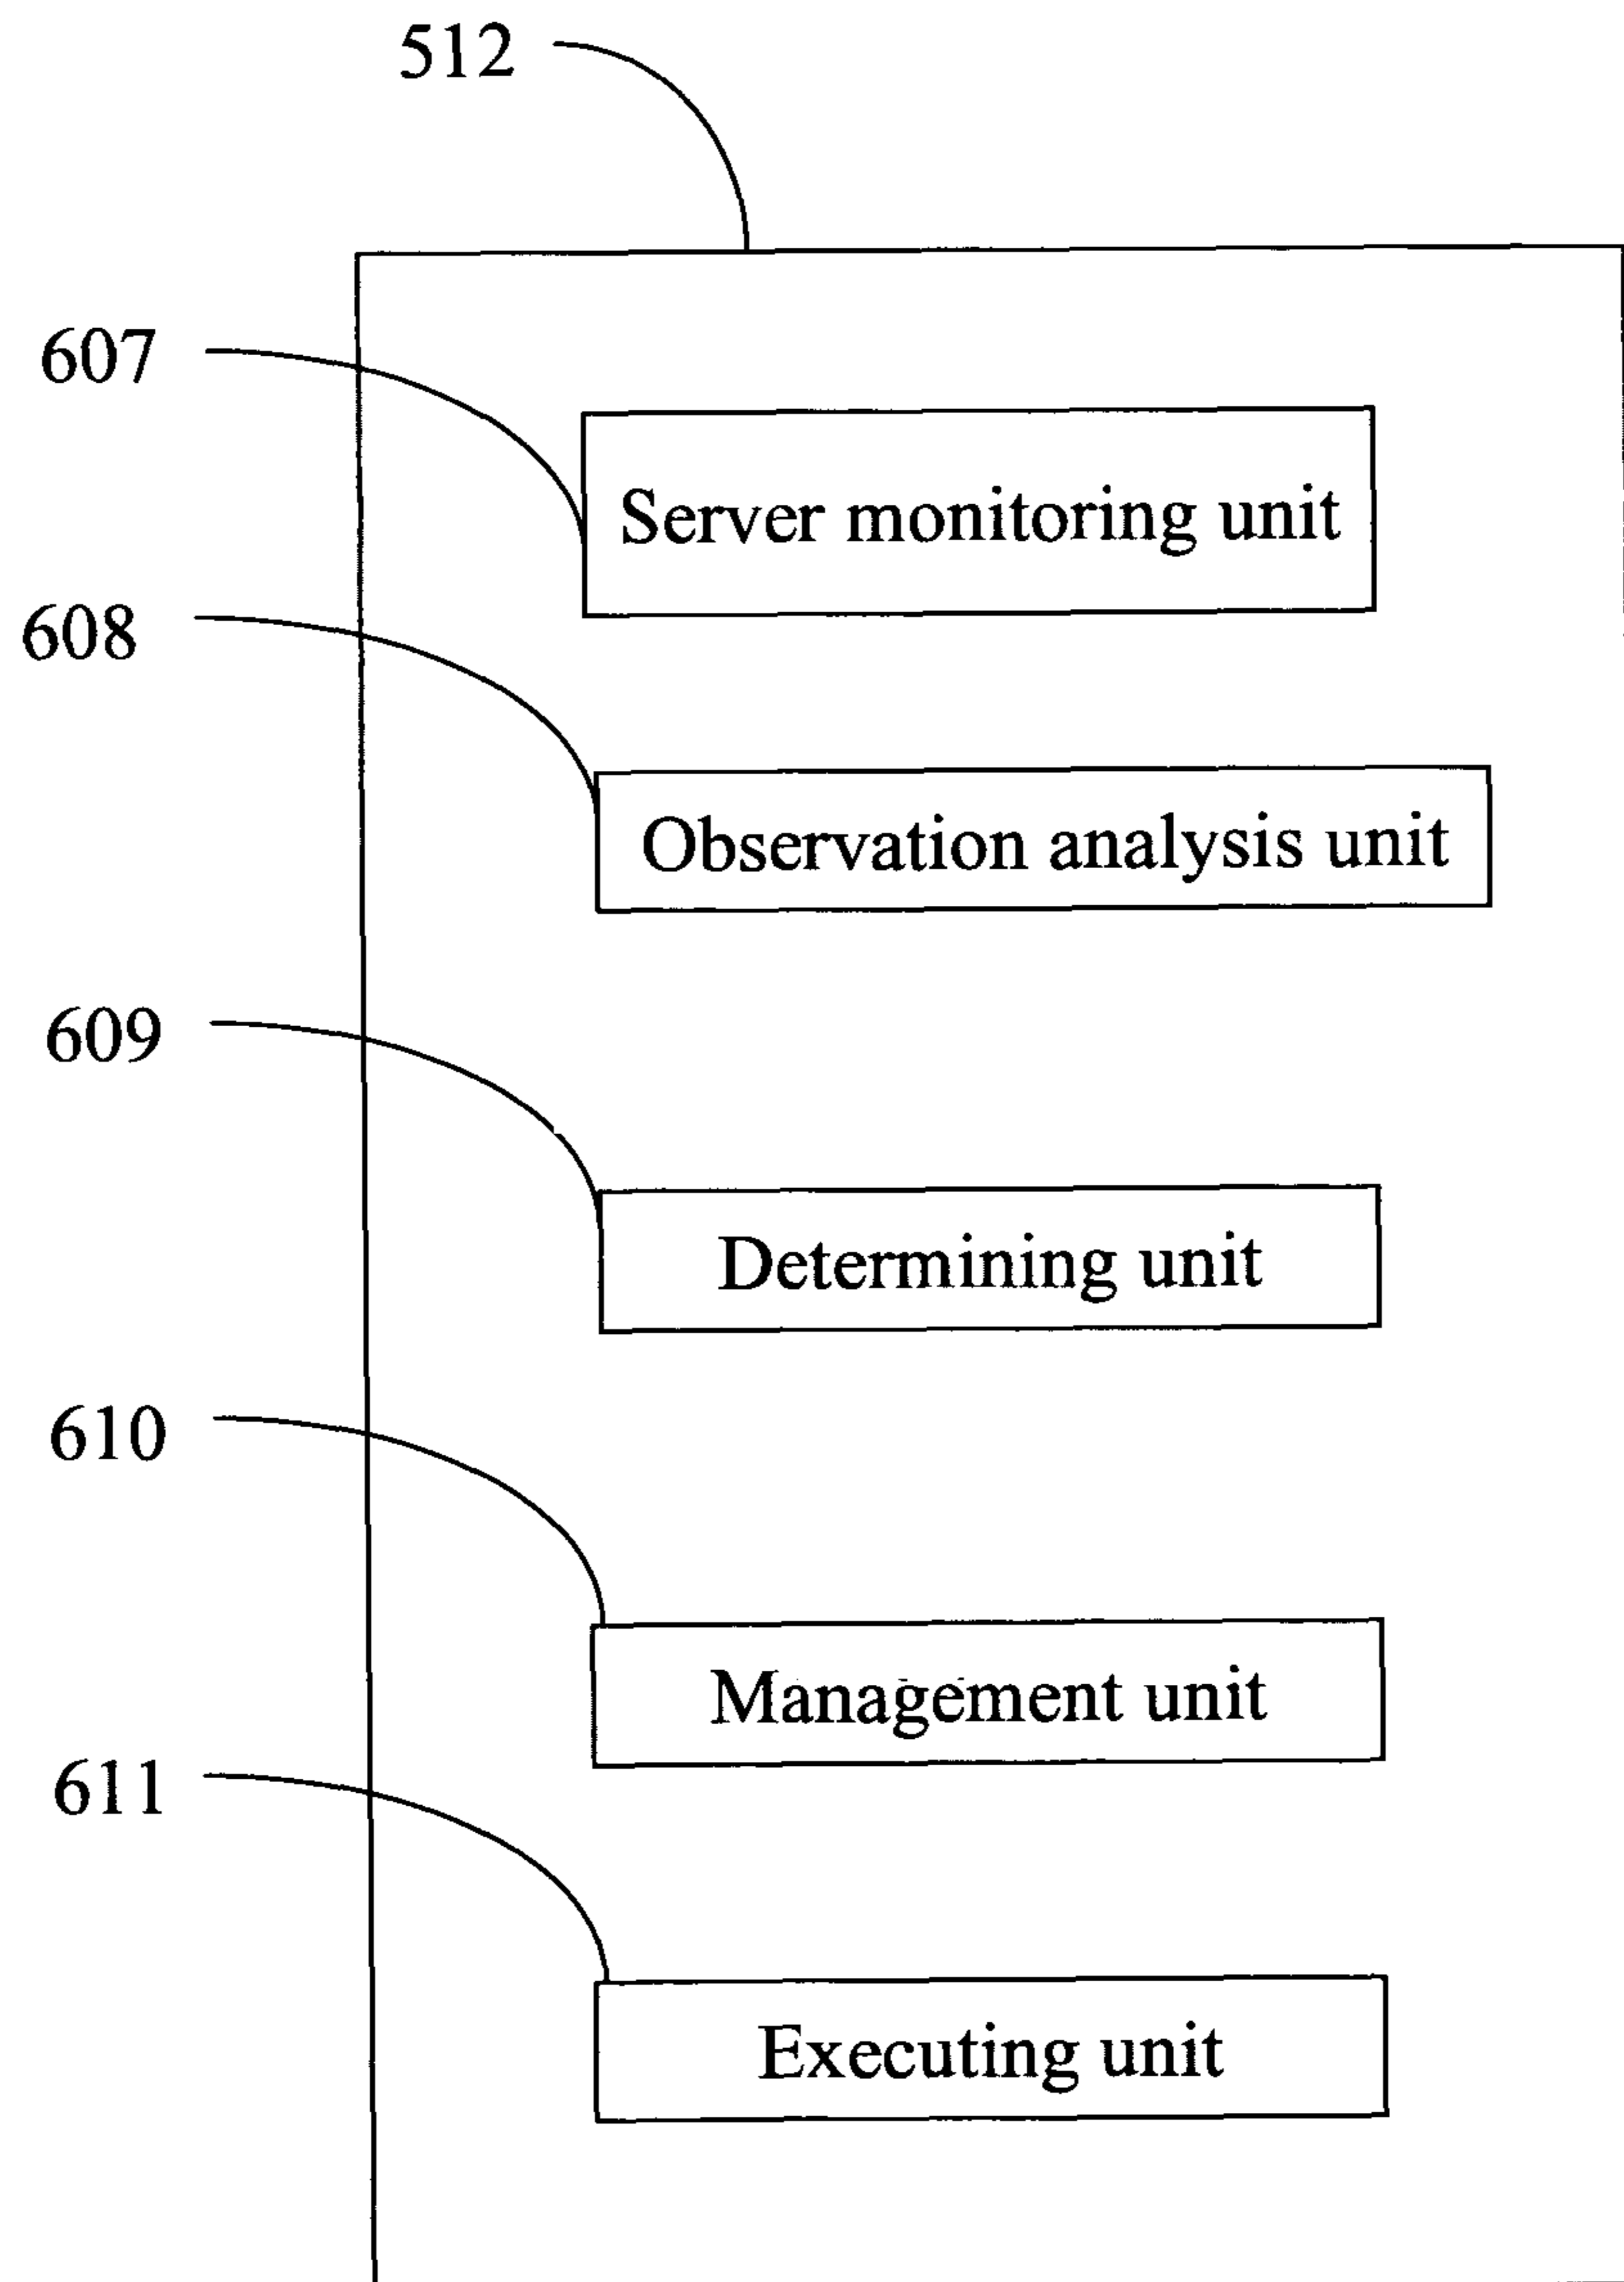 512
607
Server monitoring unit
608
Observation analysis unit
609
Determining unit
610
Management unit
611
Executing unit